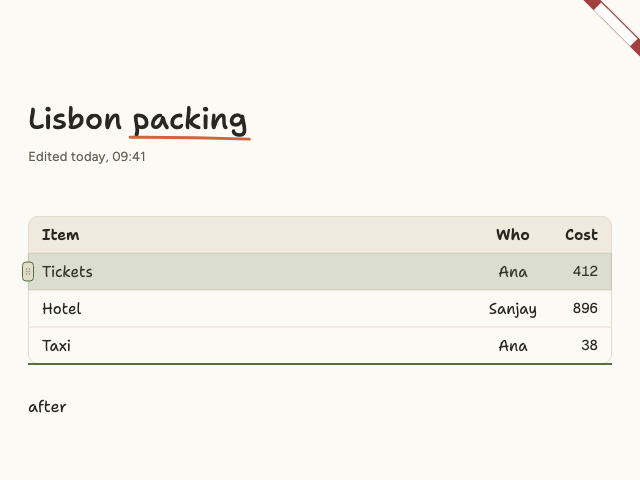 Lisbon packing
Edited today, 09:41
Item Who Cost
Tickets Ana 412
Hotel Sanjay 896
Taxi Ana 38
after